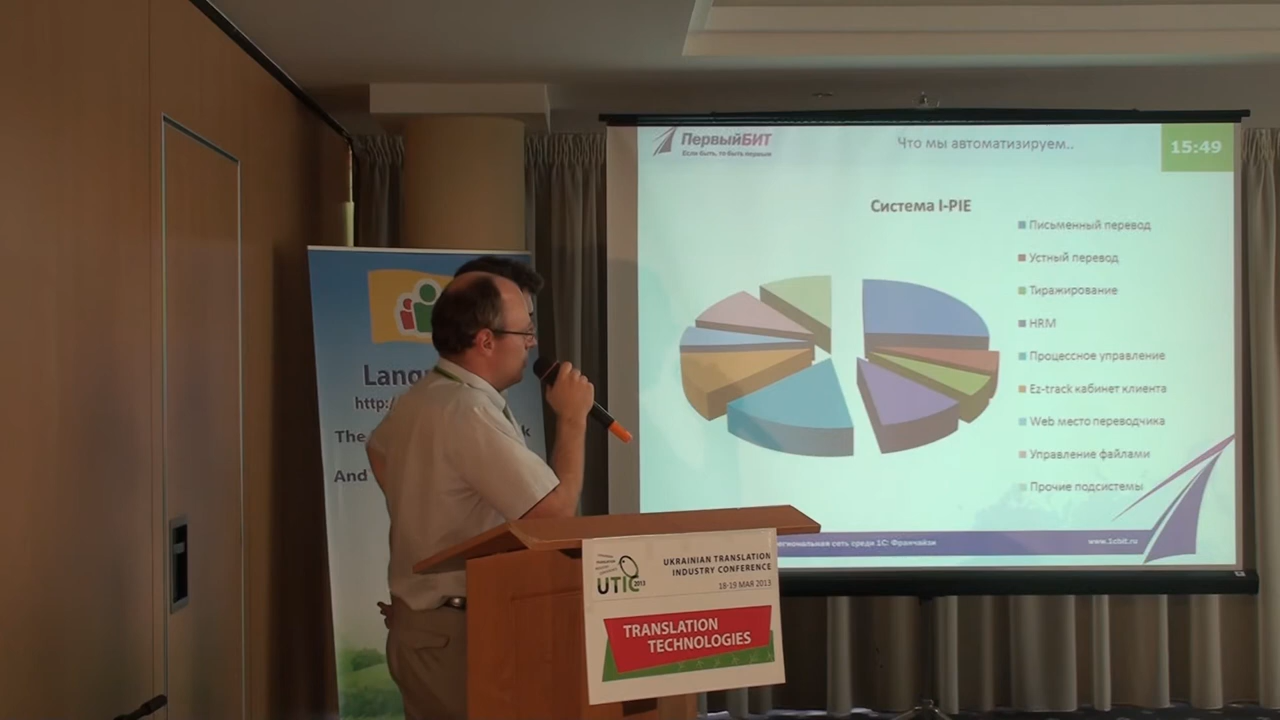 ПервыйБИТ
Если быть, то быть первым
Что мы автоматизируем..
15:49
Система I-PIE
Письменный перевод
Устный перевод
Тиражирование
HRM
Процессное управление
Ez-track кабинет клиента
Web место переводчика
Управление файлами
Прочие подсистемы
сеть среди 1С: Франчайзи
www.1cbit.ru
Lang
http:/
The
k
And
UTIC 2013
UKRAINIAN TRANSLATION
INDUSTRY CONFERENCE
18-19 МАЯ 2013
TRANSLATION
TECHNOLOGIES